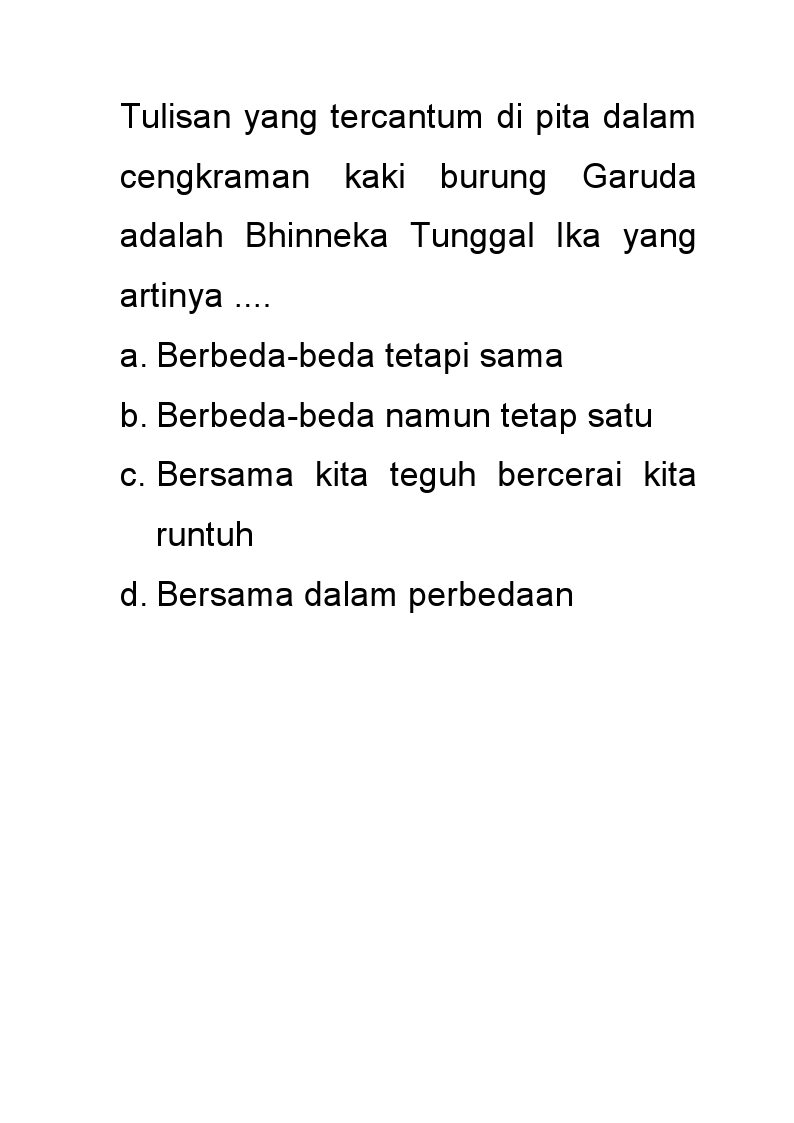 Tulisan yang tercantum di pita dalam
cengkraman kaki burung Garuda
adalah Bhinneka Tunggal Ika yang
artinya ....
a. Berbeda-beda tetapi sama
b. Berbeda-beda namun tetap satu
c. Bersama kita teguh bercerai kita
runtuh
d. Bersama dalam perbedaan